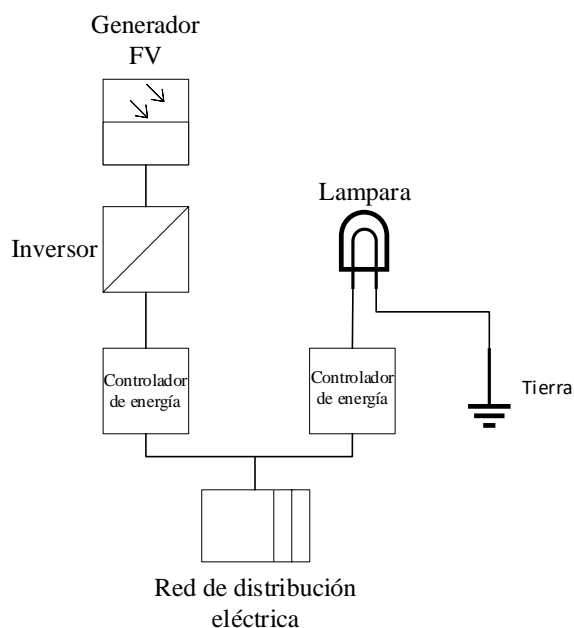 Generador
FV
Lampara
Inversor
Controlador
de energía
Controlador
de energía
Tierra
Red de distribución
eléctrica